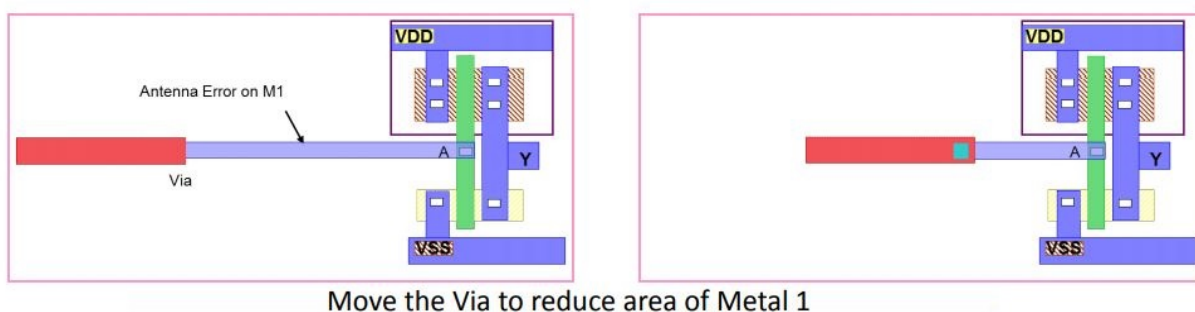 VDD
Antenna Error on M1
A
Y
Via
VSS
VDD
A
Y
VSS
Move the Via to reduce area of Metal 1